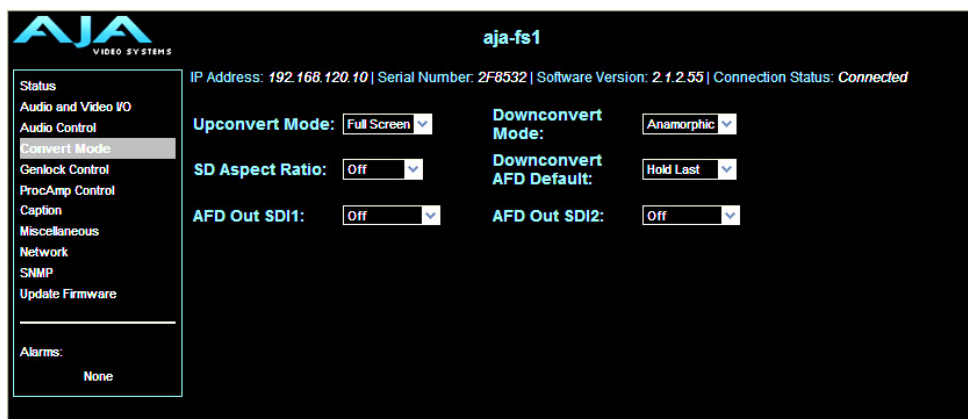 AJA
VIDEO SYSTEMS
aja-fs1
IP Address: 192.168.120.10 | Serial Number: 2F8532 | Software Version: 2.1.2.55 | Connection Status: Connected
Status
Audio and Video I/O
Audio Control
Convert Mode
Genlock Control
ProcAmp Control
Caption
Miscellaneous
Network
SNMP
Update Firmware
Alarms:
None
Upconvert Mode: Full Screen
Downconvert
Mode: Anamorphic
SD Aspect Ratio: Off
Downconvert
AFD Default: Hold Last
AFD Out SDI1: Off
AFD Out SDI2: Off